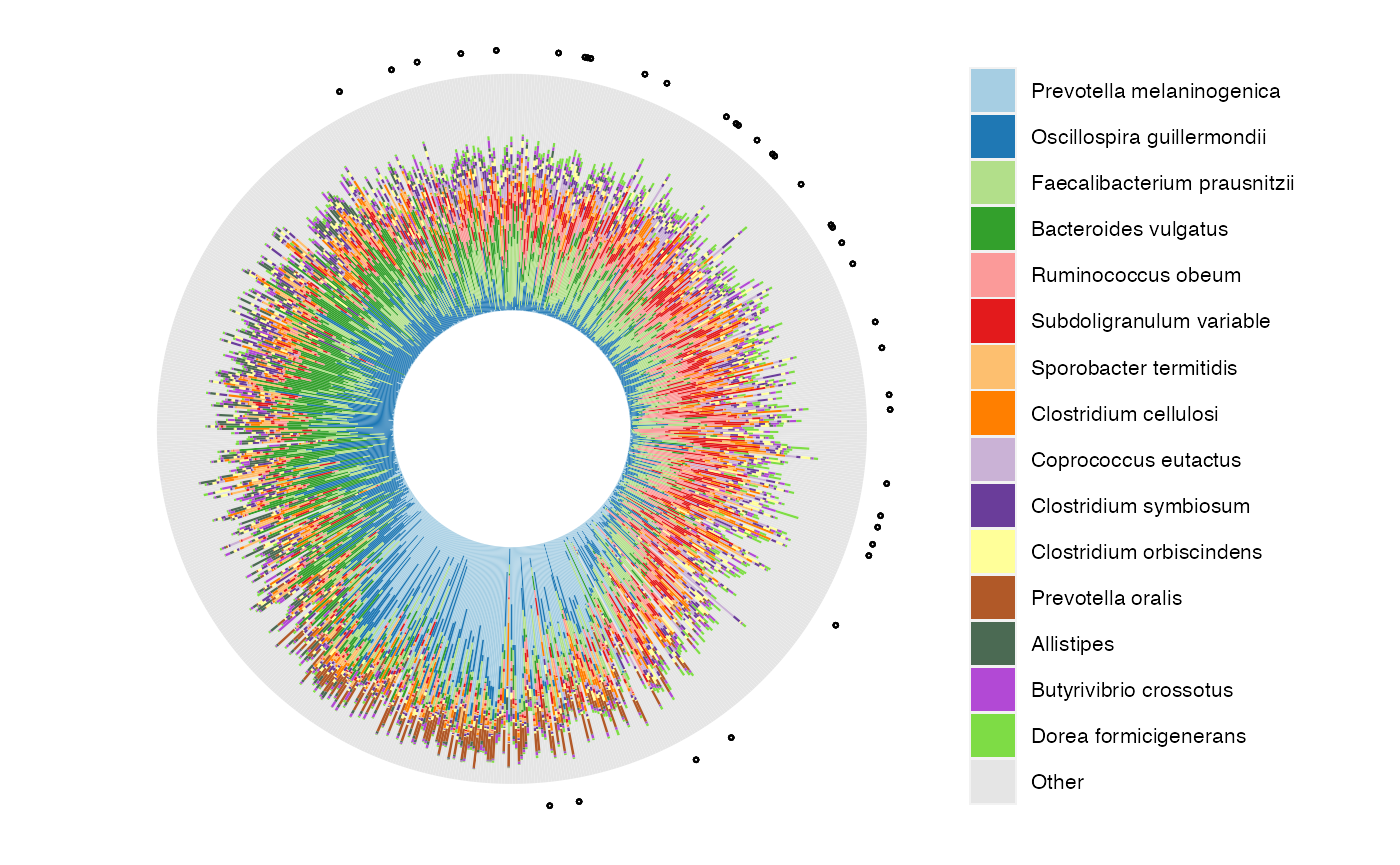 Prevotella melaninogenica
Oscillospira guillermondii
Faecalibacterium prausnitzii
Bacteroides vulgatus
Ruminococcus obeum
Subdoligranulum variable
Sporobacter termitidis
Clostridium cellulosi
Coprococcus eutactus
Clostridium symbiosum
Clostridium orbiscindens
Prevotella oralis
Allistipes
Butyrivibrio crossotus
Dorea formicigenerans
Other